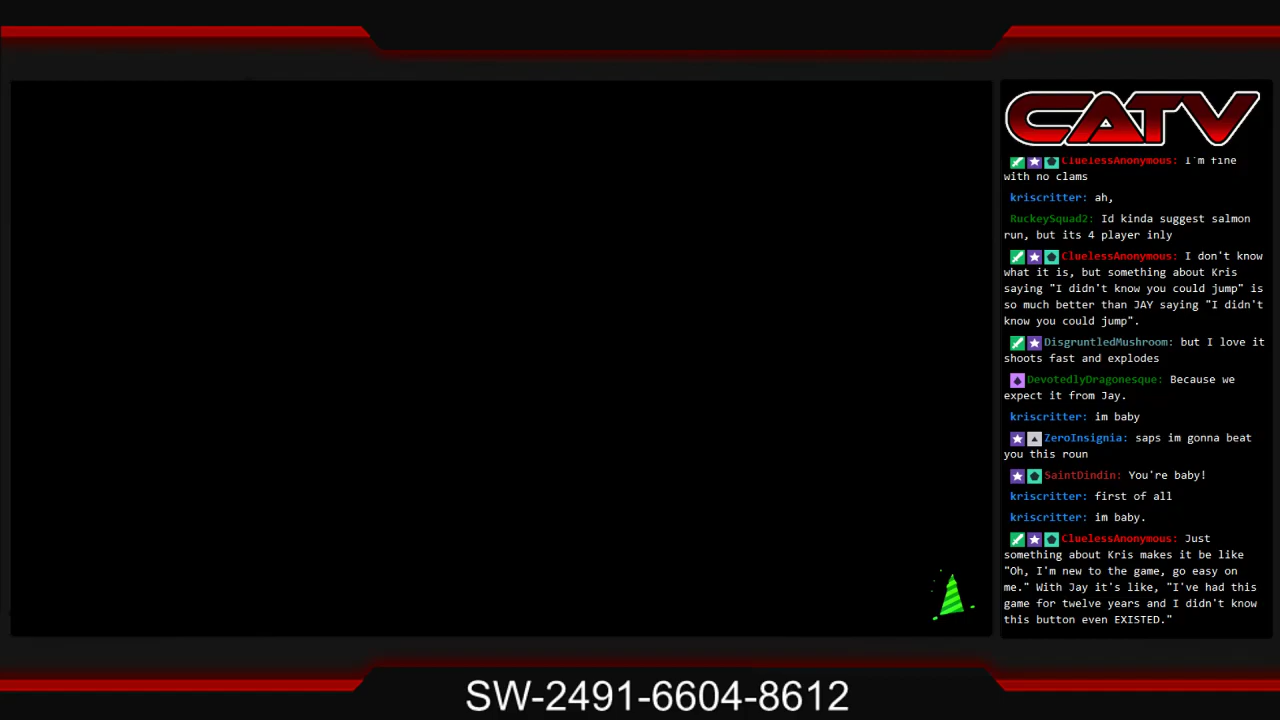 CATV
CluelessAnonymous: I'm fine
with no clams
kriscritter: ah,
RuckeySquad2: Id kinda suggest salmon
run, but its 4 player inly
CluelessAnonymous: I don't know
what it is, but something about Kris
saying "I didn't know you could jump" is
so much better than JAY saying "I didn't
know you could jump".
DisgruntledMushroom: but I love it
shoots fast and explodes
DevotedlyDragonesque: Because we
expect it from Jay.
kriscritter: im baby
ZeroInsignia: saps im gonna beat
you this roun
SaintDindin: You're baby!
kriscritter: first of all
kriscritter: im baby.
CluelessAnonymous: Just
something about Kris makes it be like
"Oh, I'm new to the game, go easy on
me." With Jay it's like, "I've had this
game for twelve years and I didn't know
this button even EXISTED."
SW-2491-6604-8612